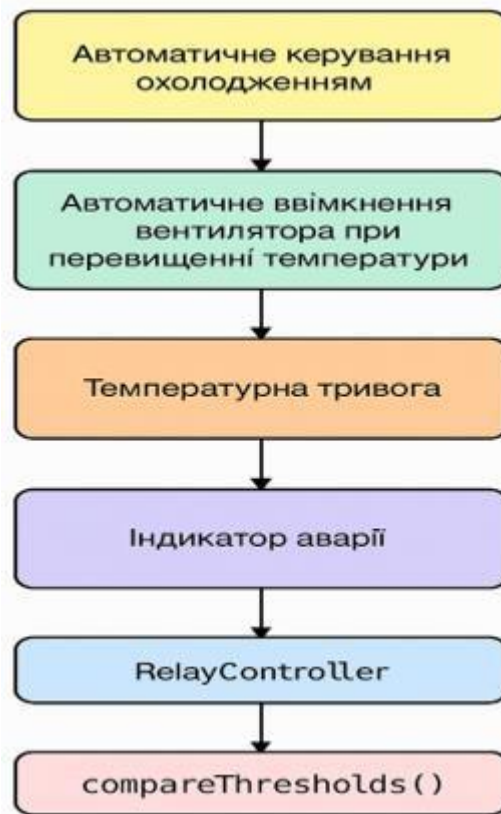 Автоматичне керування
охолодженням
Автоматичне ввімкнення
вентилятора при
перевищенні температури
Температурна тривога
Індикатор аварії
RelayController
compareThresholds()